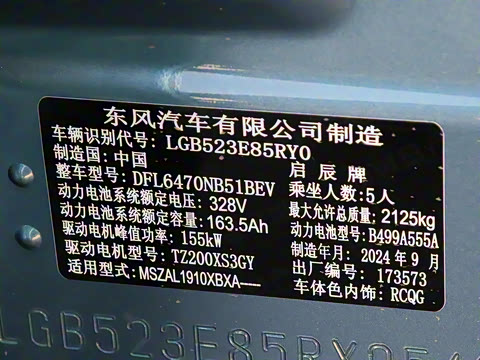 东风汽车有限公司制造
车辆识别代号: LGB523E85RY0
制造国: 中国 启辰牌
整车型号: DFL6470NB51BEV 乘坐人数: 5人
动力电池系统额定电压: 328V 最大允许总质量: 2125kg
动力电池系统额定容量: 163.5Ah 动力电池型号: B499A555A
驱动电机峰值功率: 155kW 制造年月: 2024 年 9 月
驱动电机型号: TZ200XS3GY 出厂编号: 173573
适用型号: MSZAL1910XBXA----- 车体色内饰: RCQG
LGB523E85RY0